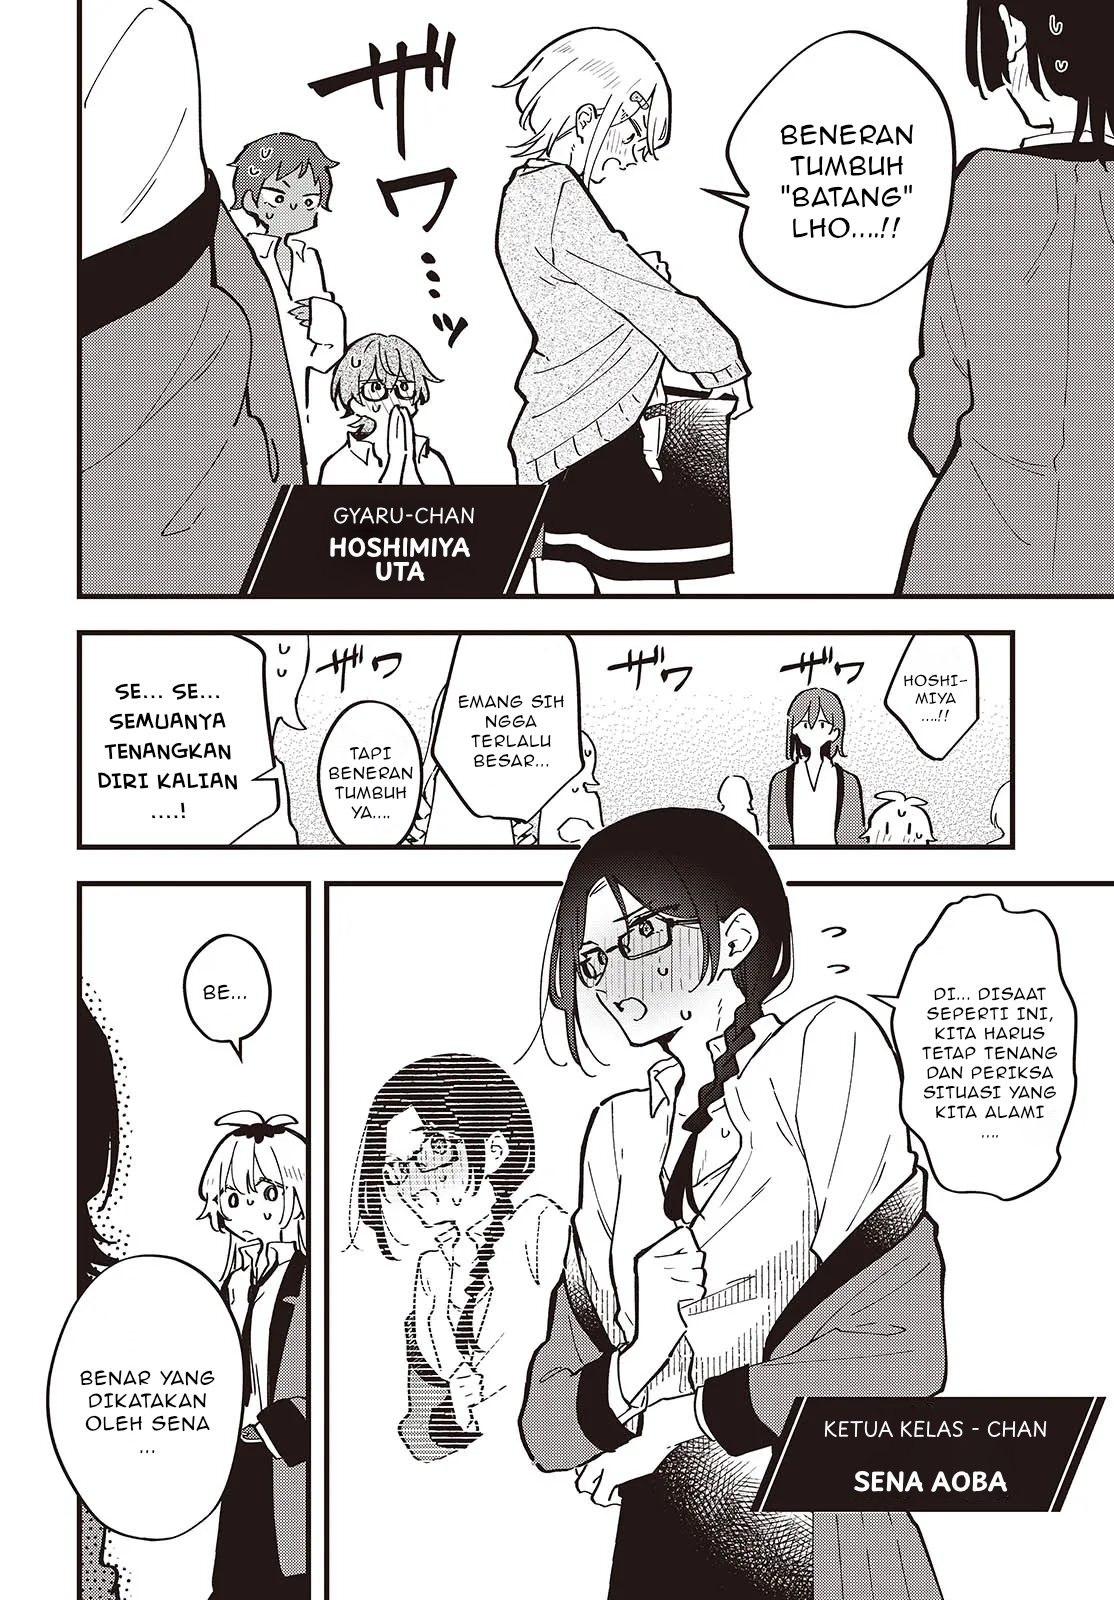 BENERAN
TUMBUH
"BATANG"
LHO....!!
ザワ...ッ
GYARU-CHAN
HOSHIMIYA
UTA
HOSHI-
MIYA
....!!
ザワ
ザワ
ザワ
EMANG SIH
NGGA
TERLALU
BESAR...
TAPI
BENERAN
TUMBUH
YA....
SE... SE...
SEMUANYA
TENANGKAN
DIRI KALIAN
....!
DI... DISAAT
SEPERTI INI,
KITA HARUS
TETAP TENANG
DAN PERIKSA
SITUASI YANG
KITA ALAMI
....
KETUA KELAS - CHAN
SENA AOBA
BE...
BENAR YANG
DIKATAKAN
OLEH SENA
...